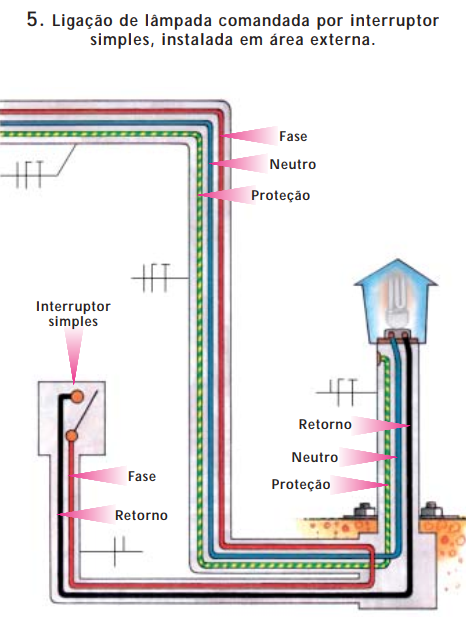 5. Ligação de lâmpada comandada por interruptor
simples, instalada em área externa.
Fase
Neutro
Proteção
Interruptor
simples
Retorno
Neutro
Proteção
Fase
Retorno